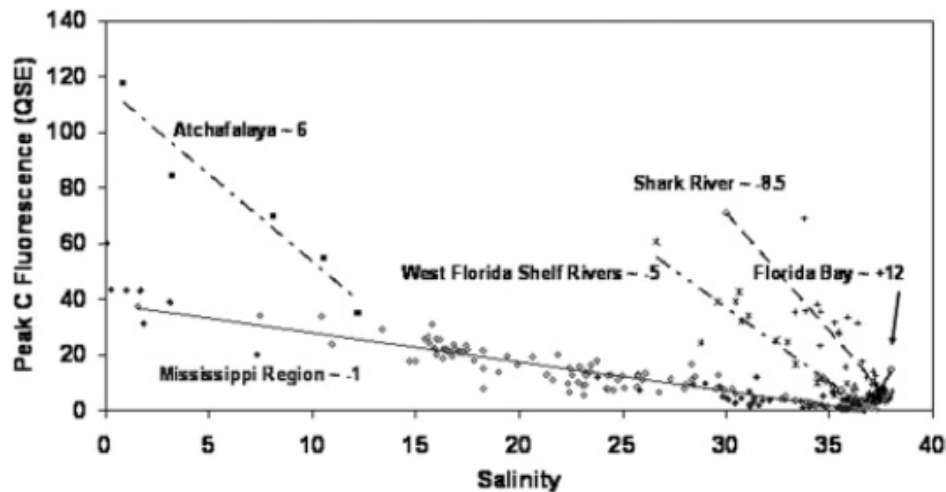 140
120
100
80
60
40
20
0
Peak C Fluorescence (QSE)
Atchafalaya ~ 6
Shark River ~ -8.5
West Florida Shelf Rivers ~ -5
Florida Bay ~ +12
Mississippi Region ~ -1
0 5 10 15 20 25 30 35 40
Salinity